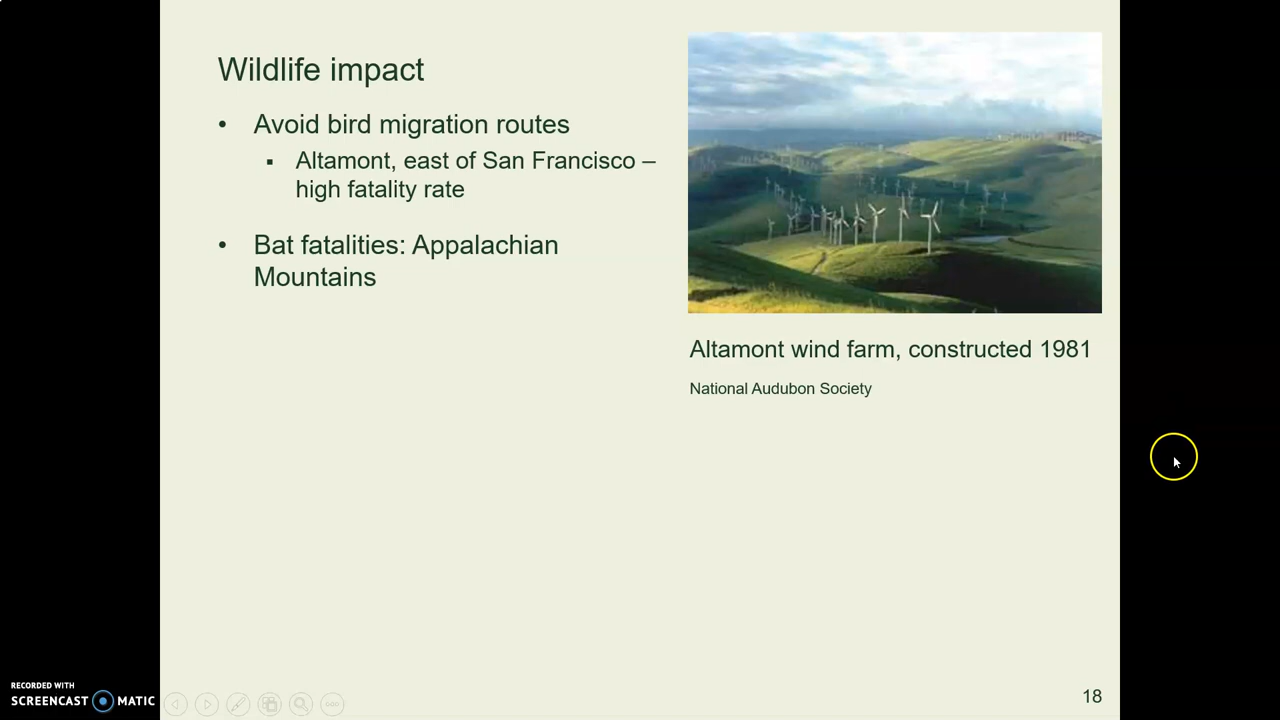 Wildlife impact
• Avoid bird migration routes
▪ Altamont, east of San Francisco –
high fatality rate
• Bat fatalities: Appalachian
Mountains
Altamont wind farm, constructed 1981
National Audubon Society
18
RECORDED WITH
SCREENCAST MATIC